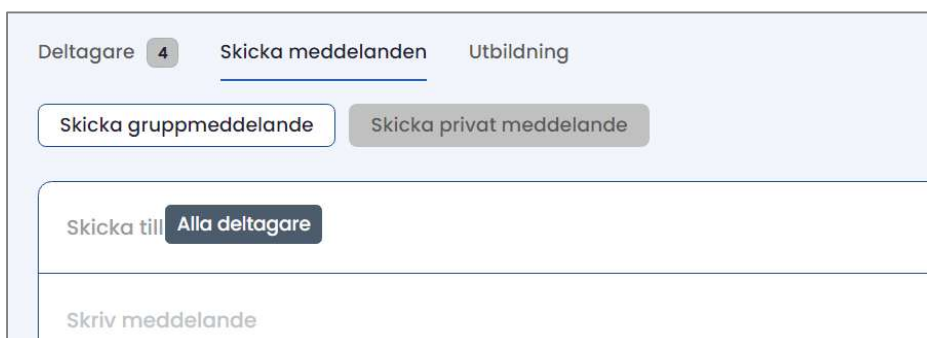 Deltagare 4 Skicka meddelanden Utbildning
Skicka gruppmeddelande Skicka privat meddelande
Skicka till Alla deltagare
Skriv meddelande